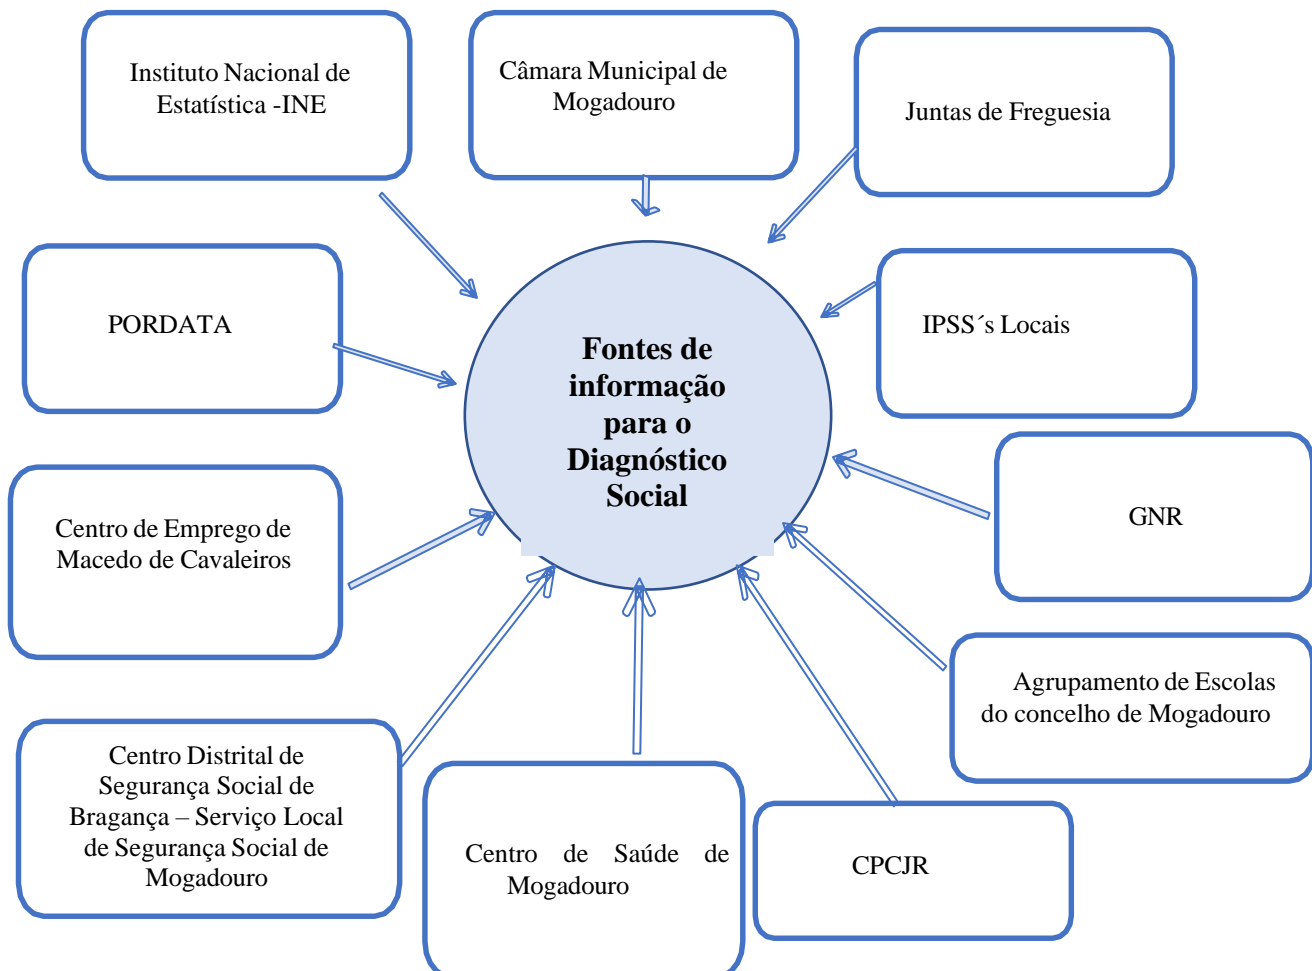 Instituto Nacional de
Estatística -INE
Câmara Municipal de
Mogadouro
Juntas de Freguesia
PORDATA
IPSS´s Locais
Fontes de
informação
para o
Diagnóstico
Social
Centro de Emprego de
Macedo de Cavaleiros
GNR
Agrupamento de Escolas
do concelho de Mogadouro
Centro Distrital de
Segurança Social de
Bragança – Serviço Local
de Segurança Social de
Mogadouro
Centro de Saúde de
Mogadouro
CPCJR